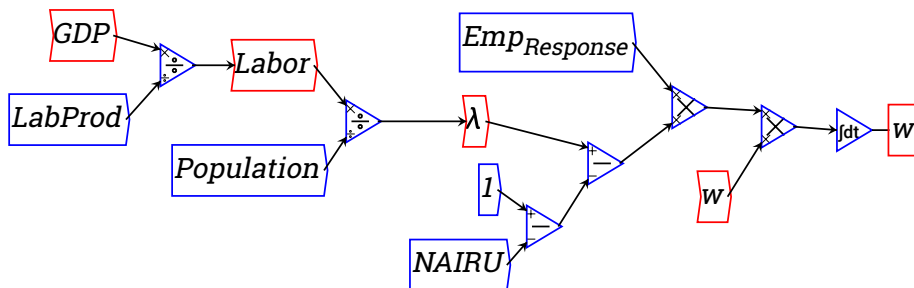 GDP
×
÷
÷
LabProd
Labor
×
÷
÷
Population
λ
1
+
−
−
NAIRU
+
−
−
Emp_Response
×
×
×
w
×
×
×
∫dt
w